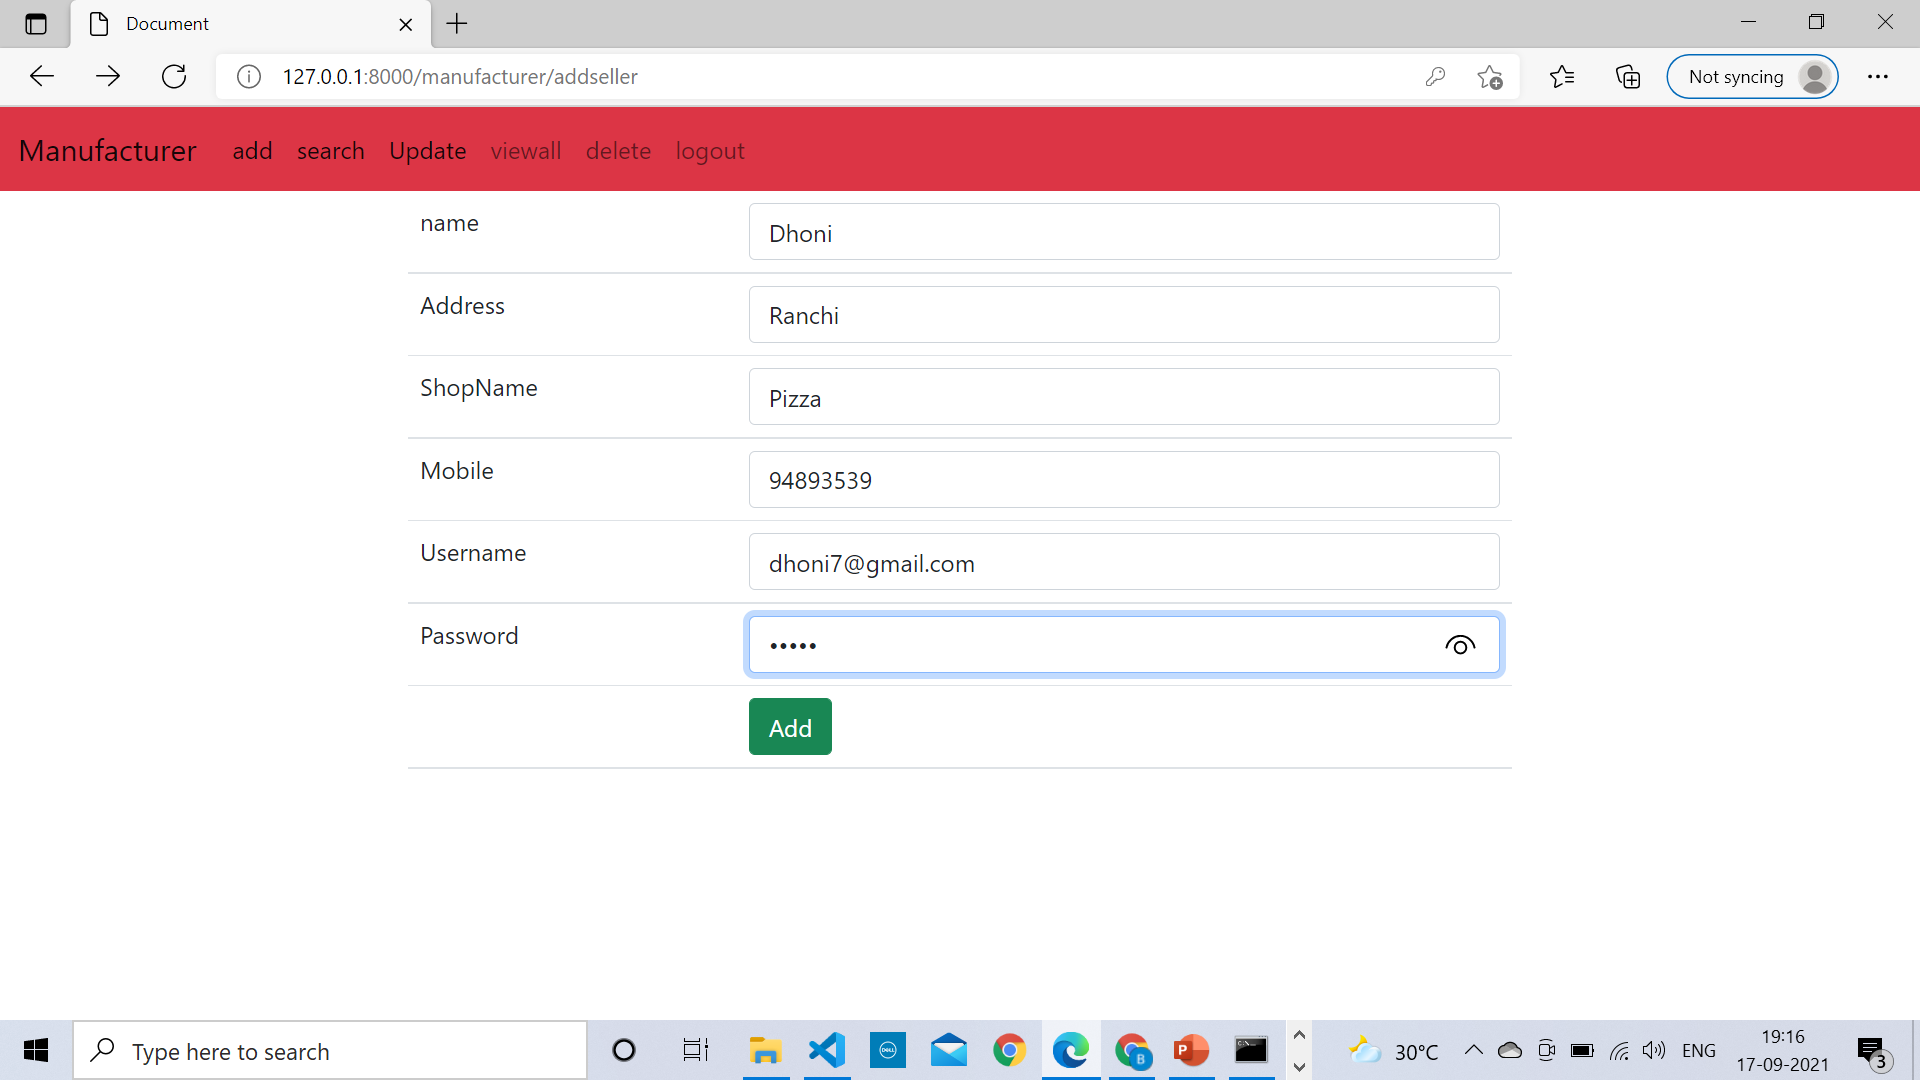 Document
127.0.0.1:8000/manufacturer/addseller
Not syncing
Manufacturer add search Update viewall delete logout
name Dhoni
Address Ranchi
ShopName Pizza
Mobile 94893539
Username dhoni7@gmail.com
Password •••••
Add
Type here to search
DELL
B
P
C:\
30°C
ENG
19:16
17-09-2021
3